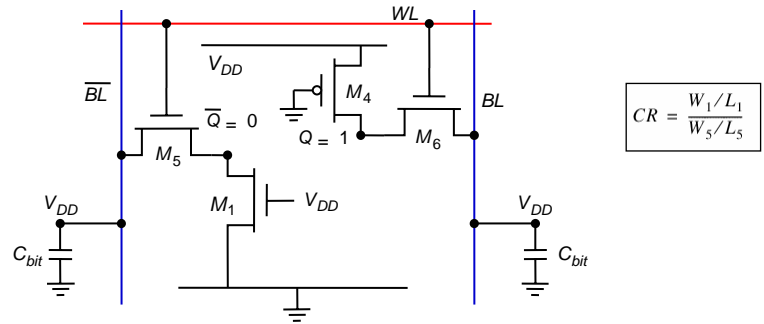 WL
V_DD
BL̅
M_4
BL
Q̅ = 0
Q = 1
CR = (W_1/L_1)/(W_5/L_5)
M_5
M_6
M_1
V_DD
V_DD
V_DD
C_bit
C_bit